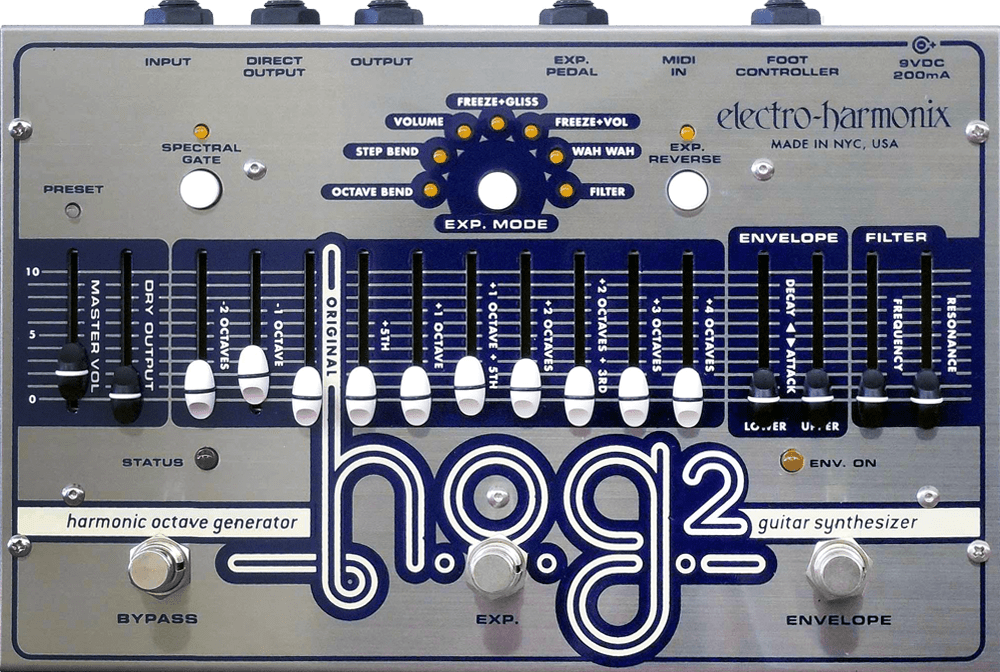 INPUT
DIRECT
OUTPUT
OUTPUT
EXP.
PEDAL
MIDI
IN
FOOT
CONTROLLER
9VDC
200mA
electro-harmonix
MADE IN NYC, USA
FREEZE+GLISS
VOLUME
FREEZE+VOL
STEP BEND
WAH WAH
OCTAVE BEND
FILTER
EXP. MODE
SPECTRAL
GATE
EXP.
REVERSE
PRESET
ENVELOPE
FILTER
10
5
0
MASTER VOL
DRY OUTPUT
-2 OCTAVES
-1 OCTAVE
ORIGINAL
+5TH
+1 OCTAVE
+1 OCTAVE + 5TH
+2 OCTAVES
+2 OCTAVES + 3RD
+3 OCTAVES
+4 OCTAVES
DECAY ◄► ATTACK
FREQUENCY
RESONANCE
LOWER UPPER
STATUS
ENV. ON
h.o.g.2
harmonic octave generator
guitar synthesizer
BYPASS
EXP.
ENVELOPE